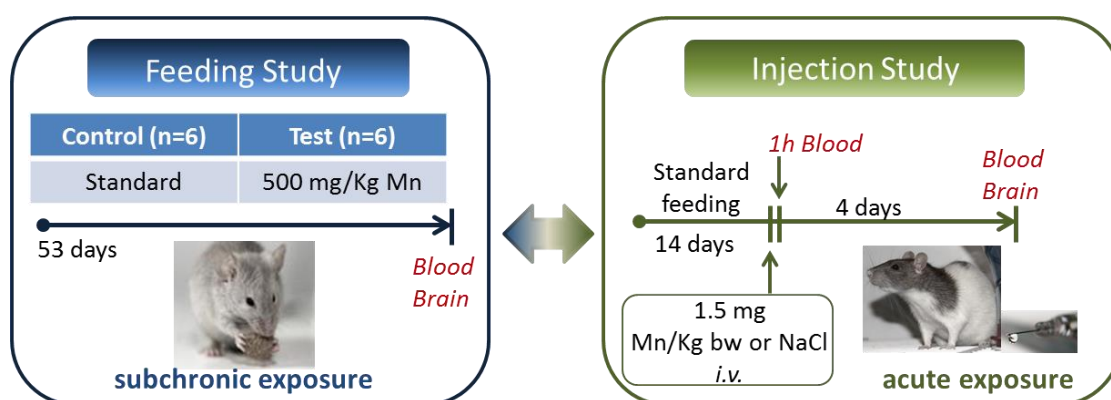 Feeding Study
Control (n=6) Test (n=6)
Standard 500 mg/Kg Mn
53 days
Blood
Brain
subchronic exposure
Injection Study
1h Blood
Blood
Brain
Standard
feeding
4 days
14 days
1.5 mg
Mn/Kg bw or NaCl
i.v.
acute exposure